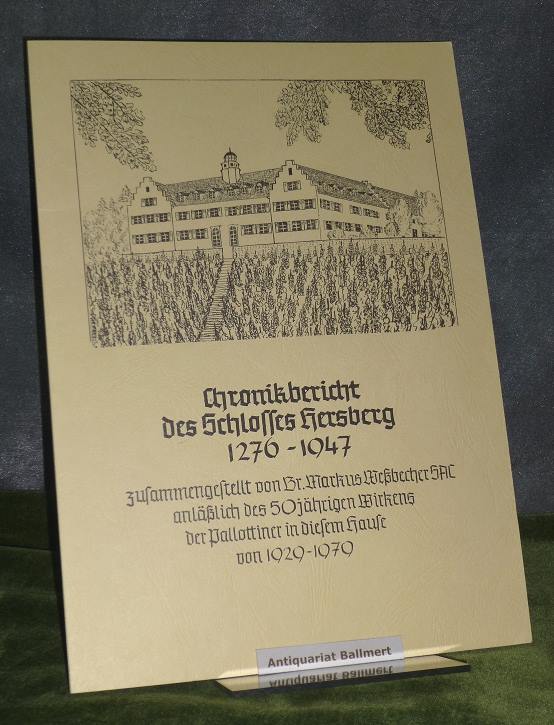 Chronikbericht
des Schlosses Hersberg
1276 - 1947
zusammengestellt von Br. Markus Weßbecher SAC
anläßlich des 50jährigen Wirkens
der Pallottiner in diesem Hause
von 1929-1979
Antiquariat Ballmert